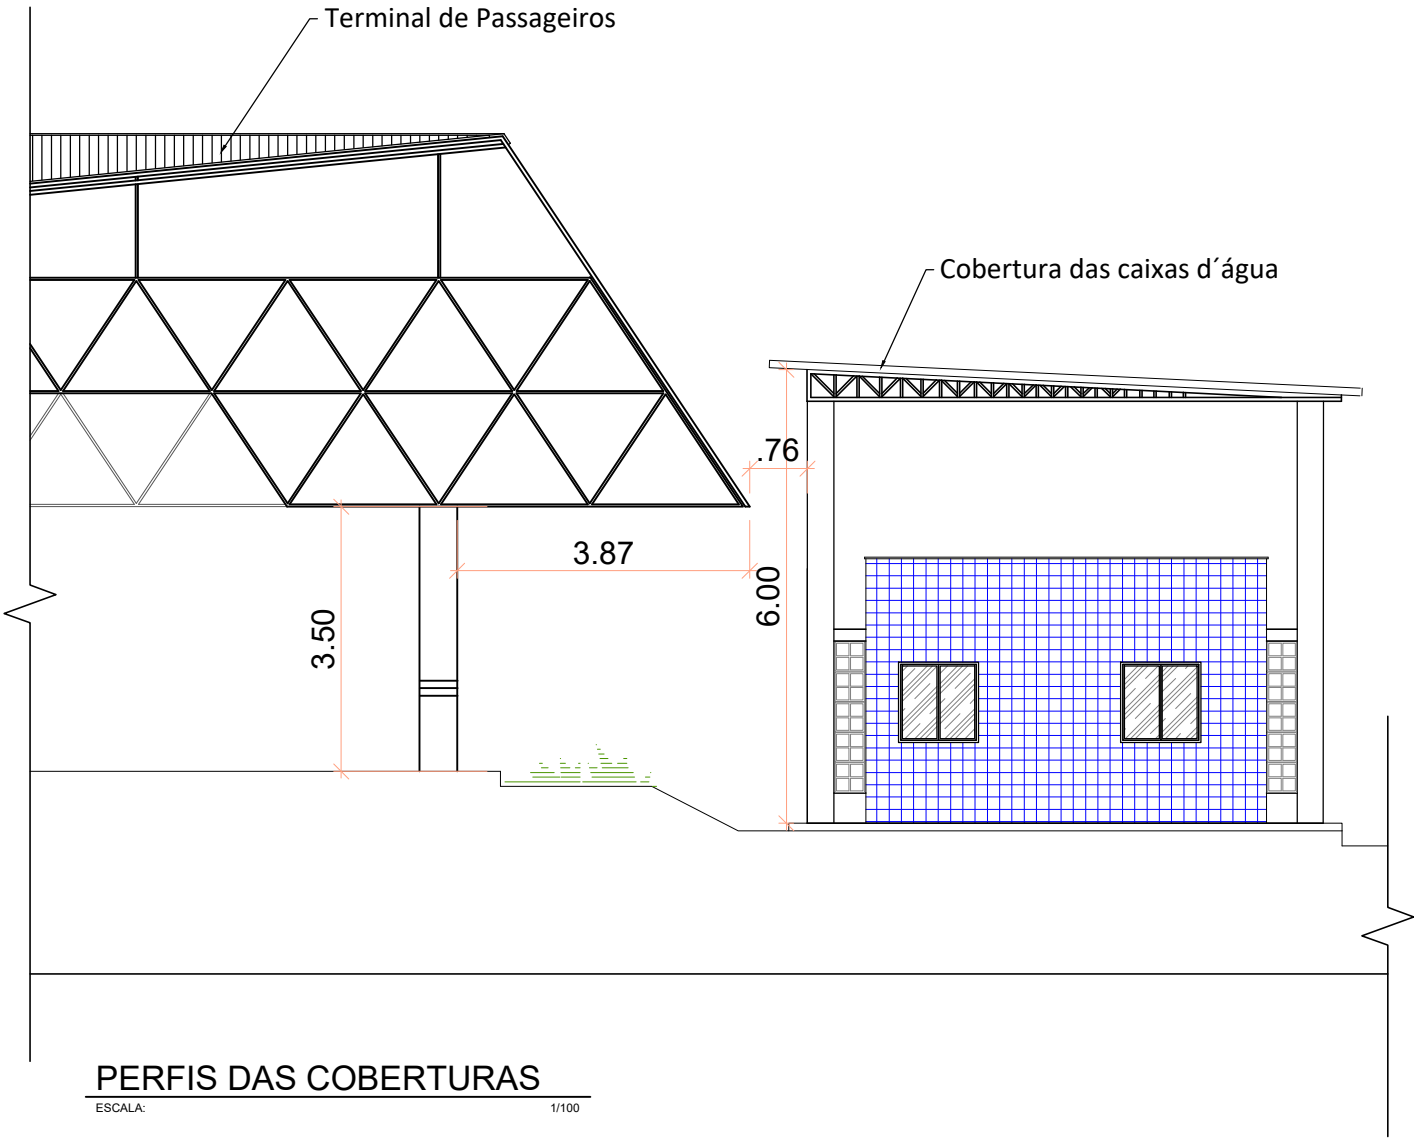 Terminal de Passageiros
Cobertura das caixas d´água
.76
3.87
6.00
3.50
PERFIS DAS COBERTURAS
ESCALA: 1/100